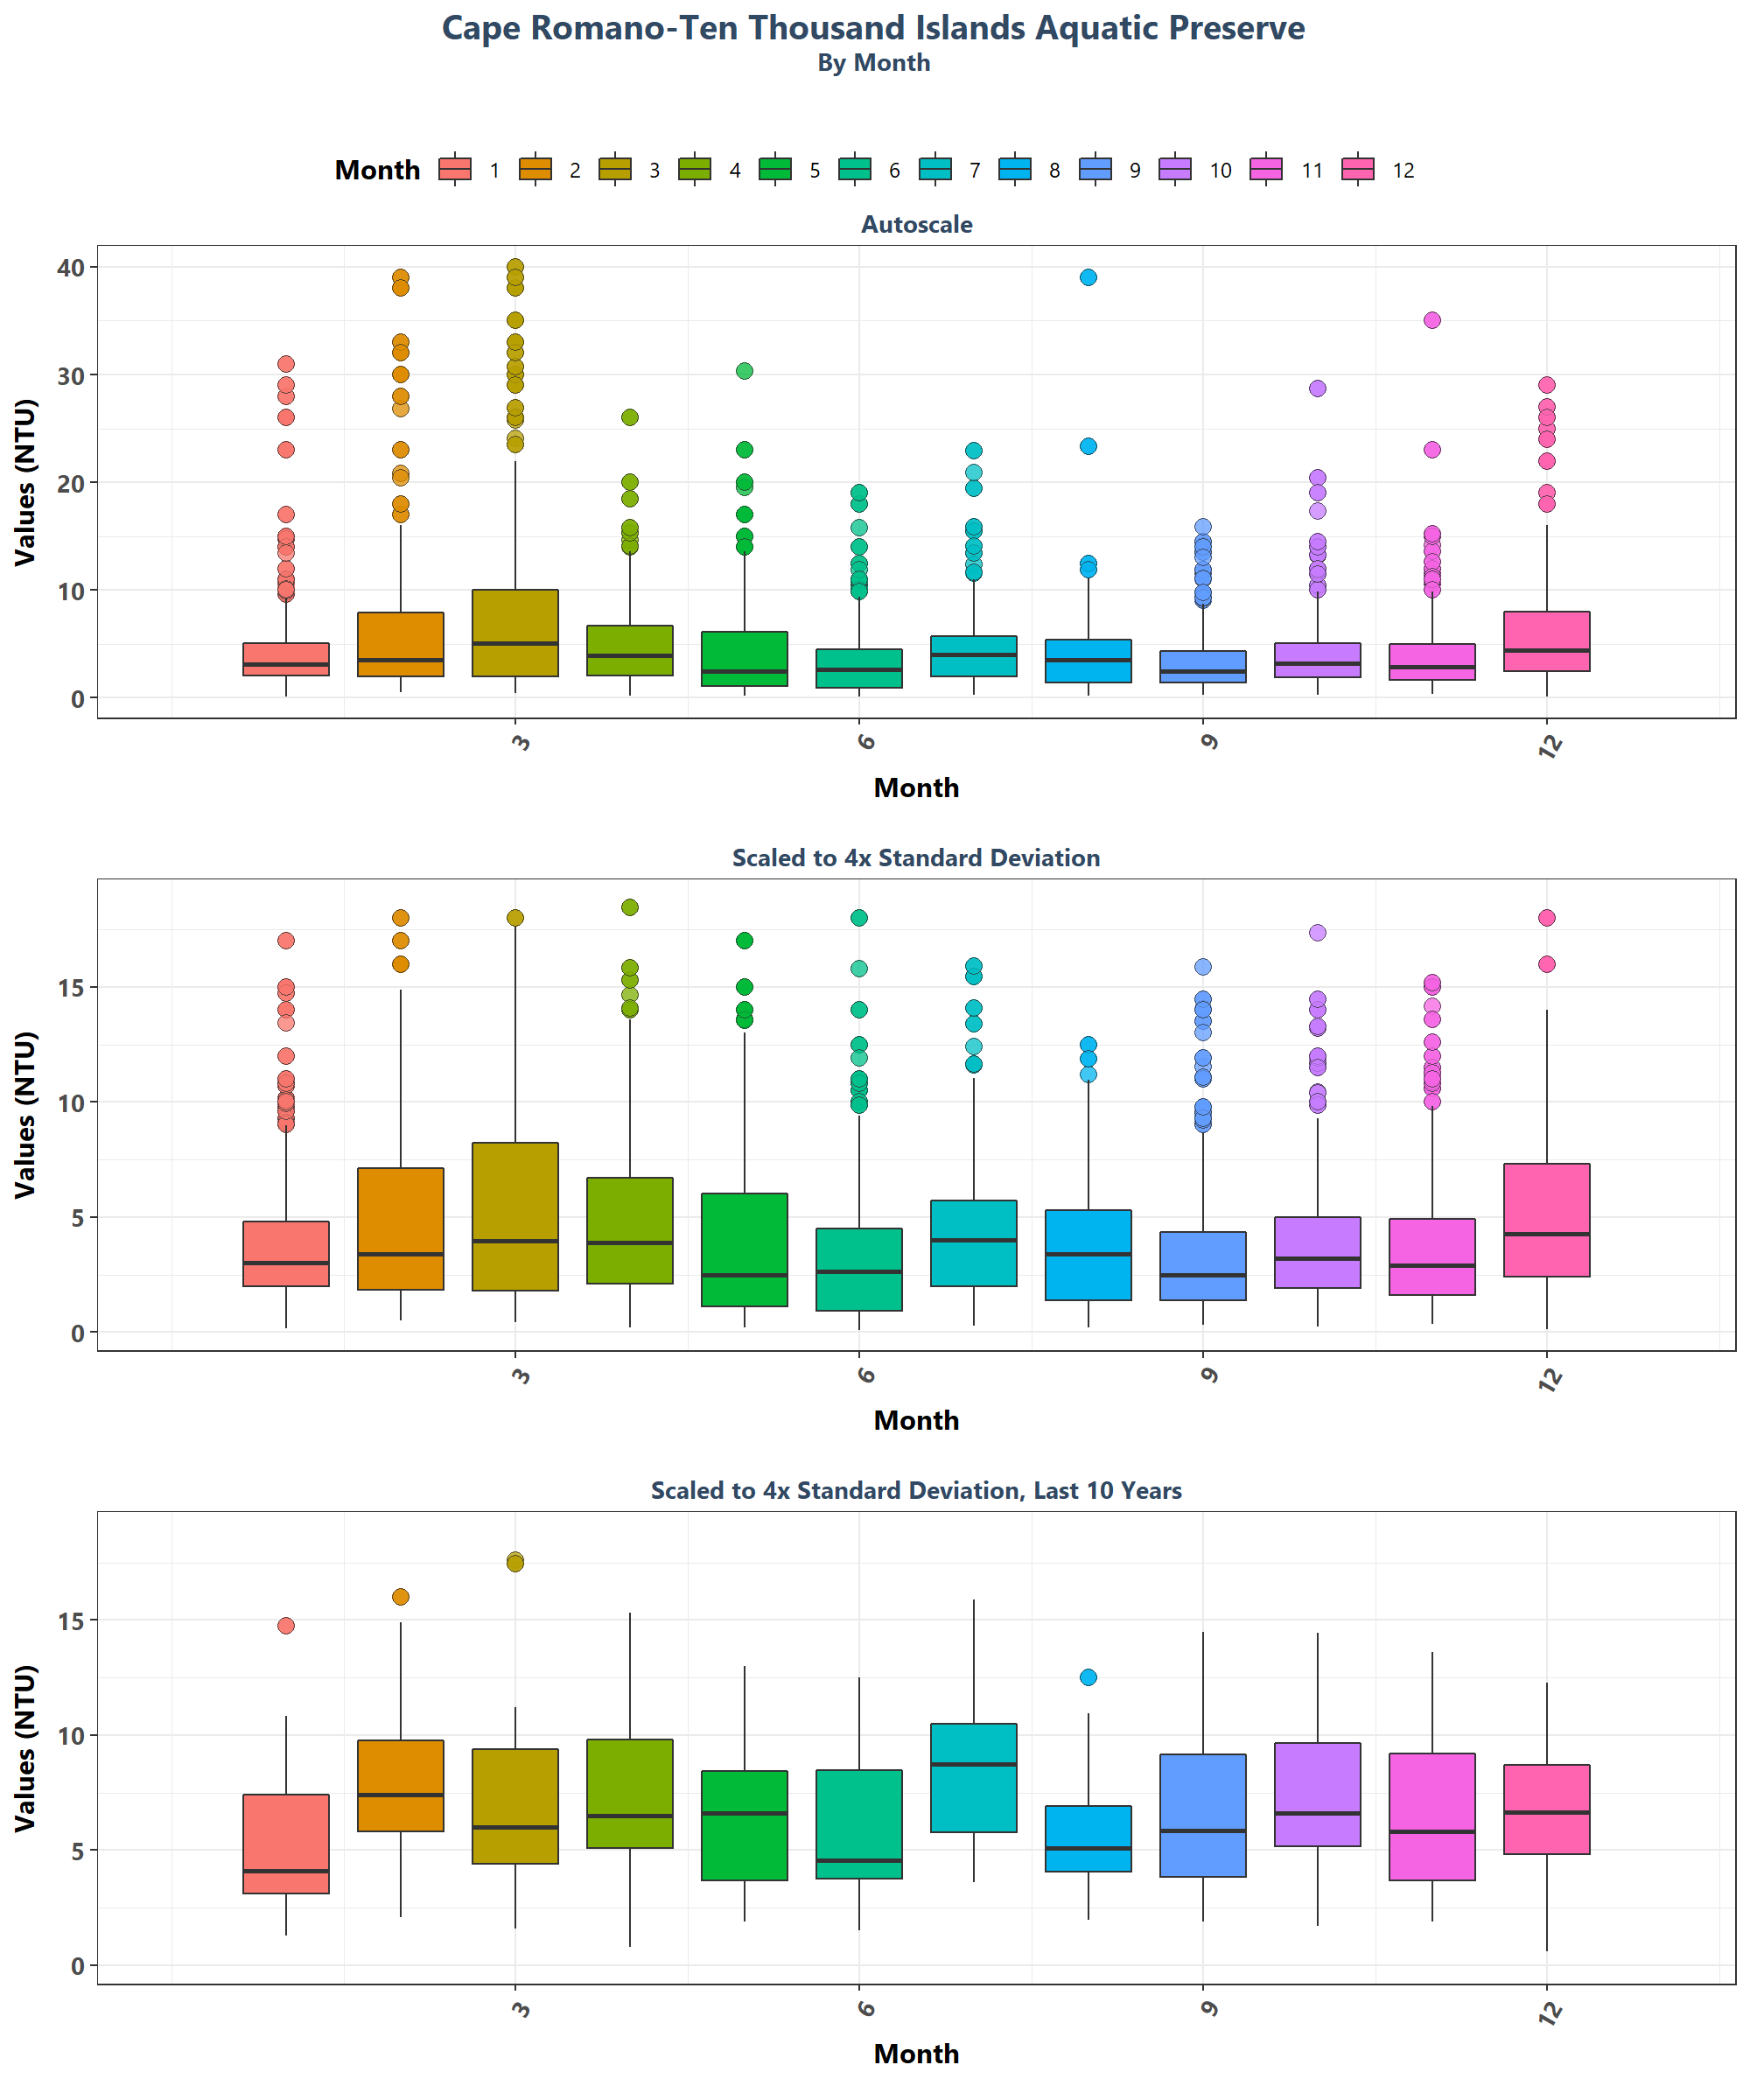 Cape Romano-Ten Thousand Islands Aquatic Preserve
By Month
Month 1 2 3 4 5 6 7 8 9 10 11 12
Autoscale
Values (NTU)
40
30
20
10
0
3 6 9 12
Month
Scaled to 4x Standard Deviation
Values (NTU)
15
10
5
0
3 6 9 12
Month
Scaled to 4x Standard Deviation, Last 10 Years
Values (NTU)
15
10
5
0
3 6 9 12
Month